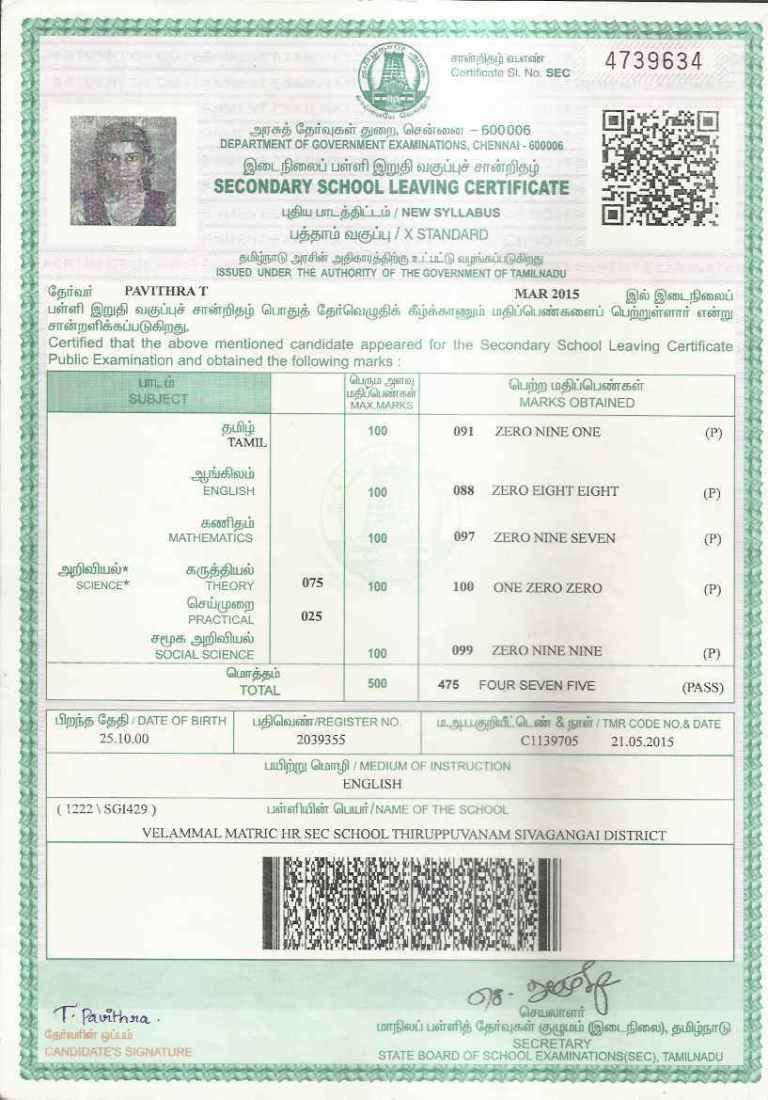 சான்றிதழ் வ.எண்
Certificate Sl. No. SEC 4739634
அரசுத் தேர்வுகள் துறை, சென்னை – 600006
DEPARTMENT OF GOVERNMENT EXAMINATIONS, CHENNAI - 600006
இடைநிலைப் பள்ளி இறுதி வகுப்புச் சான்றிதழ்
SECONDARY SCHOOL LEAVING CERTIFICATE
புதிய பாடத்திட்டம் / NEW SYLLABUS
பத்தாம் வகுப்பு / X STANDARD
தமிழ்நாடு அரசின் அதிகாரத்திற்கு உட்பட்டு வழங்கப்படுகிறது
ISSUED UNDER THE AUTHORITY OF THE GOVERNMENT OF TAMILNADU
தேர்வர் PAVITHRA T MAR 2015 இல் இடைநிலைப்
பள்ளி இறுதி வகுப்புச் சான்றிதழ் பொதுத் தேர்வெழுதிக் கீழ்க்காணும் மதிப்பெண்களைப் பெற்றுள்ளார் என்று
சான்றளிக்கப்படுகிறது.
Certified that the above mentioned candidate appeared for the Secondary School Leaving Certificate
Public Examination and obtained the following marks :
பாடம்
SUBJECT
பெரும அளவு
மதிப்பெண்கள்
MAX.MARKS
பெற்ற மதிப்பெண்கள்
MARKS OBTAINED
தமிழ்
TAMIL 100 091 ZERO NINE ONE (P)
ஆங்கிலம்
ENGLISH 100 088 ZERO EIGHT EIGHT (P)
கணிதம்
MATHEMATICS 100 097 ZERO NINE SEVEN (P)
அறிவியல்* கருத்தியல்
SCIENCE* THEORY 075 100 100 ONE ZERO ZERO (P)
செய்முறை
PRACTICAL 025
சமூக அறிவியல்
SOCIAL SCIENCE 100 099 ZERO NINE NINE (P)
மொத்தம்
TOTAL 500 475 FOUR SEVEN FIVE (PASS)
பிறந்த தேதி / DATE OF BIRTH பதிவெண்/REGISTER NO. ம.அ.ப.குறியீட்டெண் & நாள் / TMR CODE NO.& DATE
25.10.00 2039355 C1139705 21.05.2015
பயிற்று மொழி / MEDIUM OF INSTRUCTION
ENGLISH
( 1222 \ SGI429 ) பள்ளியின் பெயர்/NAME OF THE SCHOOL
VELAMMAL MATRIC HR SEC SCHOOL THIRUPPUVANAM SIVAGANGAI DISTRICT
T. Pavithra.
தேர்வரின் ஒப்பம்
CANDIDATE'S SIGNATURE
செயலாளர்
மாநிலப் பள்ளித் தேர்வுகள் குழுமம் (இடைநிலை), தமிழ்நாடு
SECRETARY
STATE BOARD OF SCHOOL EXAMINATIONS(SEC), TAMILNADU